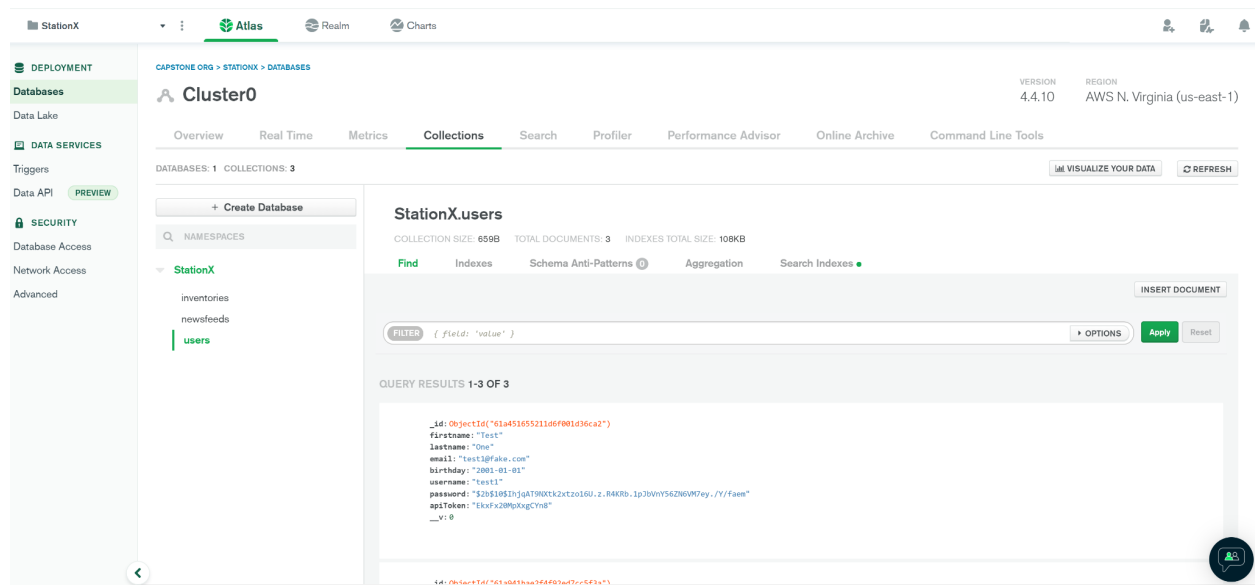 StationX
Atlas
Realm
Charts
DEPLOYMENT
Databases
Data Lake
DATA SERVICES
Triggers
Data API PREVIEW
SECURITY
Database Access
Network Access
Advanced
CAPSTONE ORG > STATIONX > DATABASES
Cluster0
VERSION
4.4.10
REGION
AWS N. Virginia (us-east-1)
Overview Real Time Metrics Collections Search Profiler Performance Advisor Online Archive Command Line Tools
DATABASES: 1 COLLECTIONS: 3
VISUALIZE YOUR DATA
REFRESH
+ Create Database
NAMESPACES
StationX
inventories
newsfeeds
users
StationX.users
COLLECTION SIZE: 659B TOTAL DOCUMENTS: 3 INDEXES TOTAL SIZE: 108KB
Find Indexes Schema Anti-Patterns 0 Aggregation Search Indexes
INSERT DOCUMENT
FILTER { field: 'value' }
OPTIONS
Apply
Reset
QUERY RESULTS 1-3 OF 3
_id: ObjectId("61a451655211d6f001d36ca2")
firstname: "Test"
lastname: "One"
email: "test1@fake.com"
birthday: "2001-01-01"
username: "test1"
password: "$2b$10$IhjqAT9NXtk2xtzo16U.z.R4KRb.1pJbVnY56ZN6VM7ey./Y/faem"
apiToken: "EkxFx20MpXxgCYn8"
__v: 0